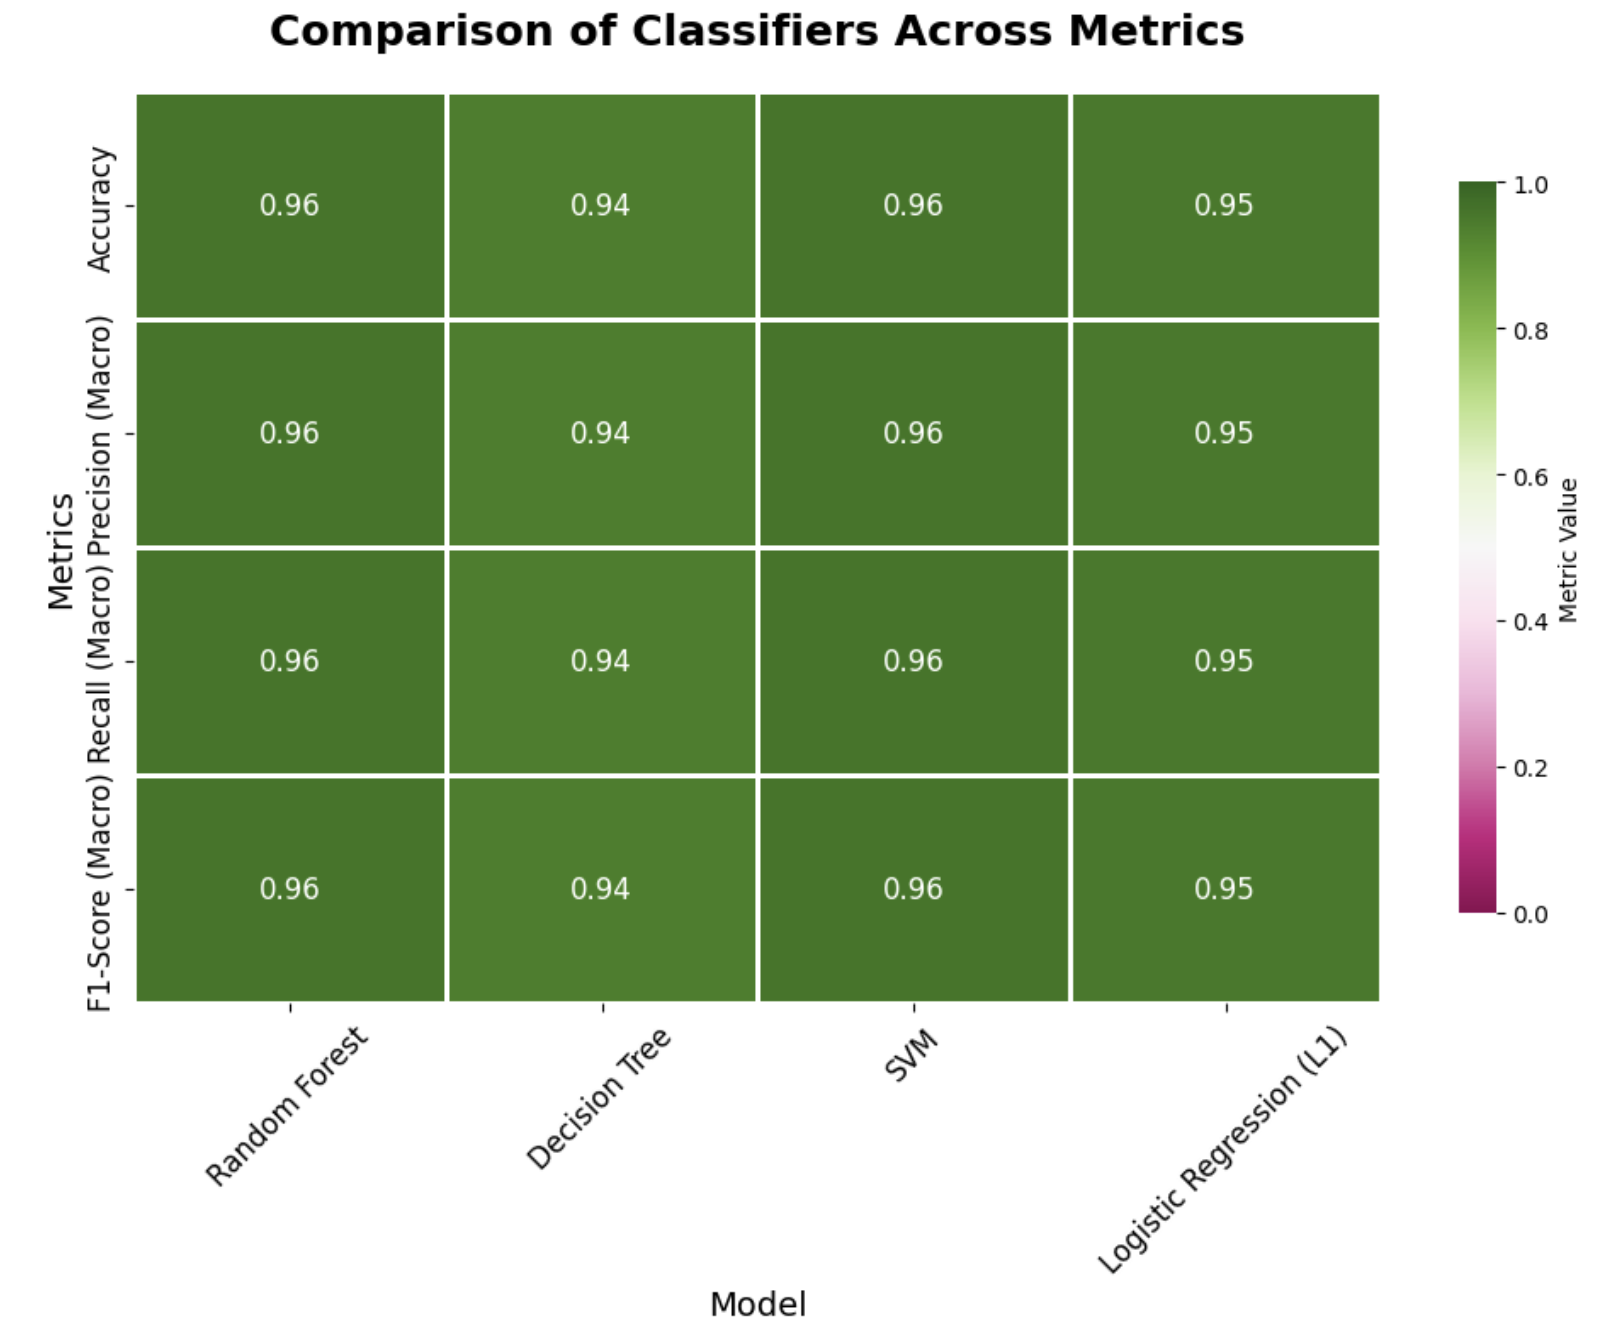 Comparison of Classifiers Across Metrics
Metrics
Accuracy
0.96 0.94 0.96 0.95
Precision (Macro)
0.96 0.94 0.96 0.95
Recall (Macro)
0.96 0.94 0.96 0.95
F1-Score (Macro)
0.96 0.94 0.96 0.95
Random Forest
Decision Tree
SVM
Logistic Regression (L1)
Model
1.0
0.8
0.6
0.4
0.2
0.0
Metric Value